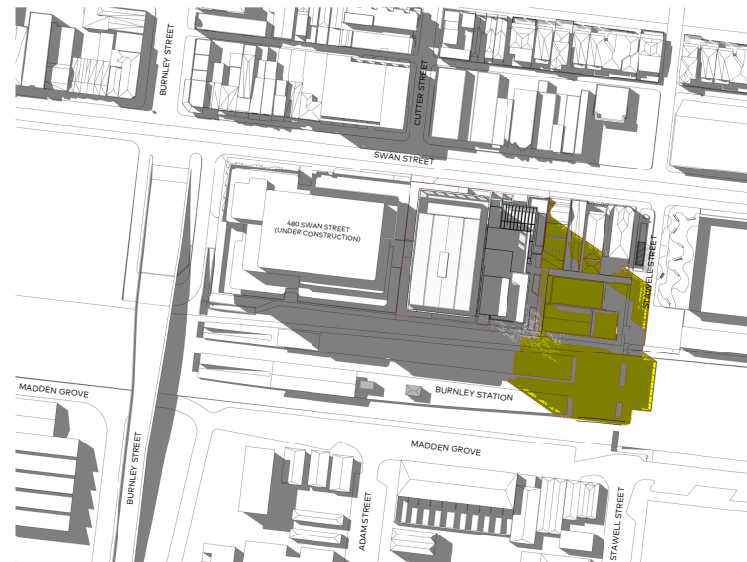 BURNLEY STREET
CUTTER STREET
SWAN STREET
480 SWAN STREET
(UNDER CONSTRUCTION)
STAWELL STREET
BURNLEY STATION
MADDEN GROVE
MADDEN GROVE
BURNLEY STREET
ADAM STREET
STAWELL STREET